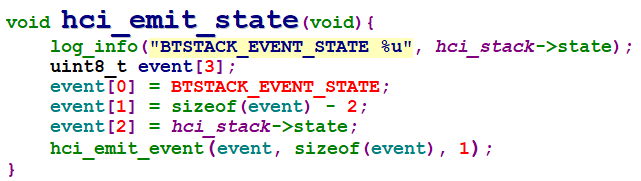 void hci_emit_state(void){
    log_info("BTSTACK_EVENT_STATE %u", hci_stack->state);
    uint8_t event[3];
    event[0] = BTSTACK_EVENT_STATE;
    event[1] = sizeof(event) - 2;
    event[2] = hci_stack->state;
    hci_emit_event(event, sizeof(event), 1);
}